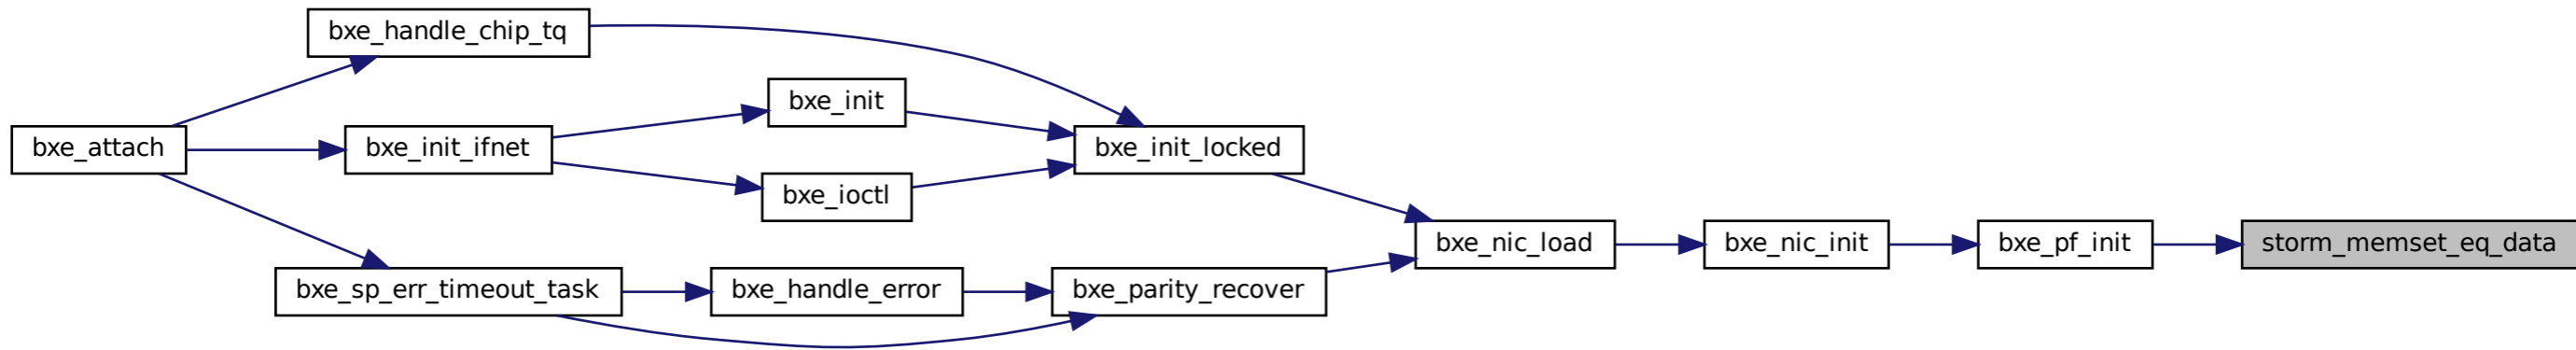 bxe_handle_chip_tq
bxe_init
bxe_attach
bxe_init_ifnet
bxe_init_locked
bxe_ioctl
bxe_nic_load
bxe_nic_init
bxe_pf_init
storm_memset_eq_data
bxe_sp_err_timeout_task
bxe_handle_error
bxe_parity_recover